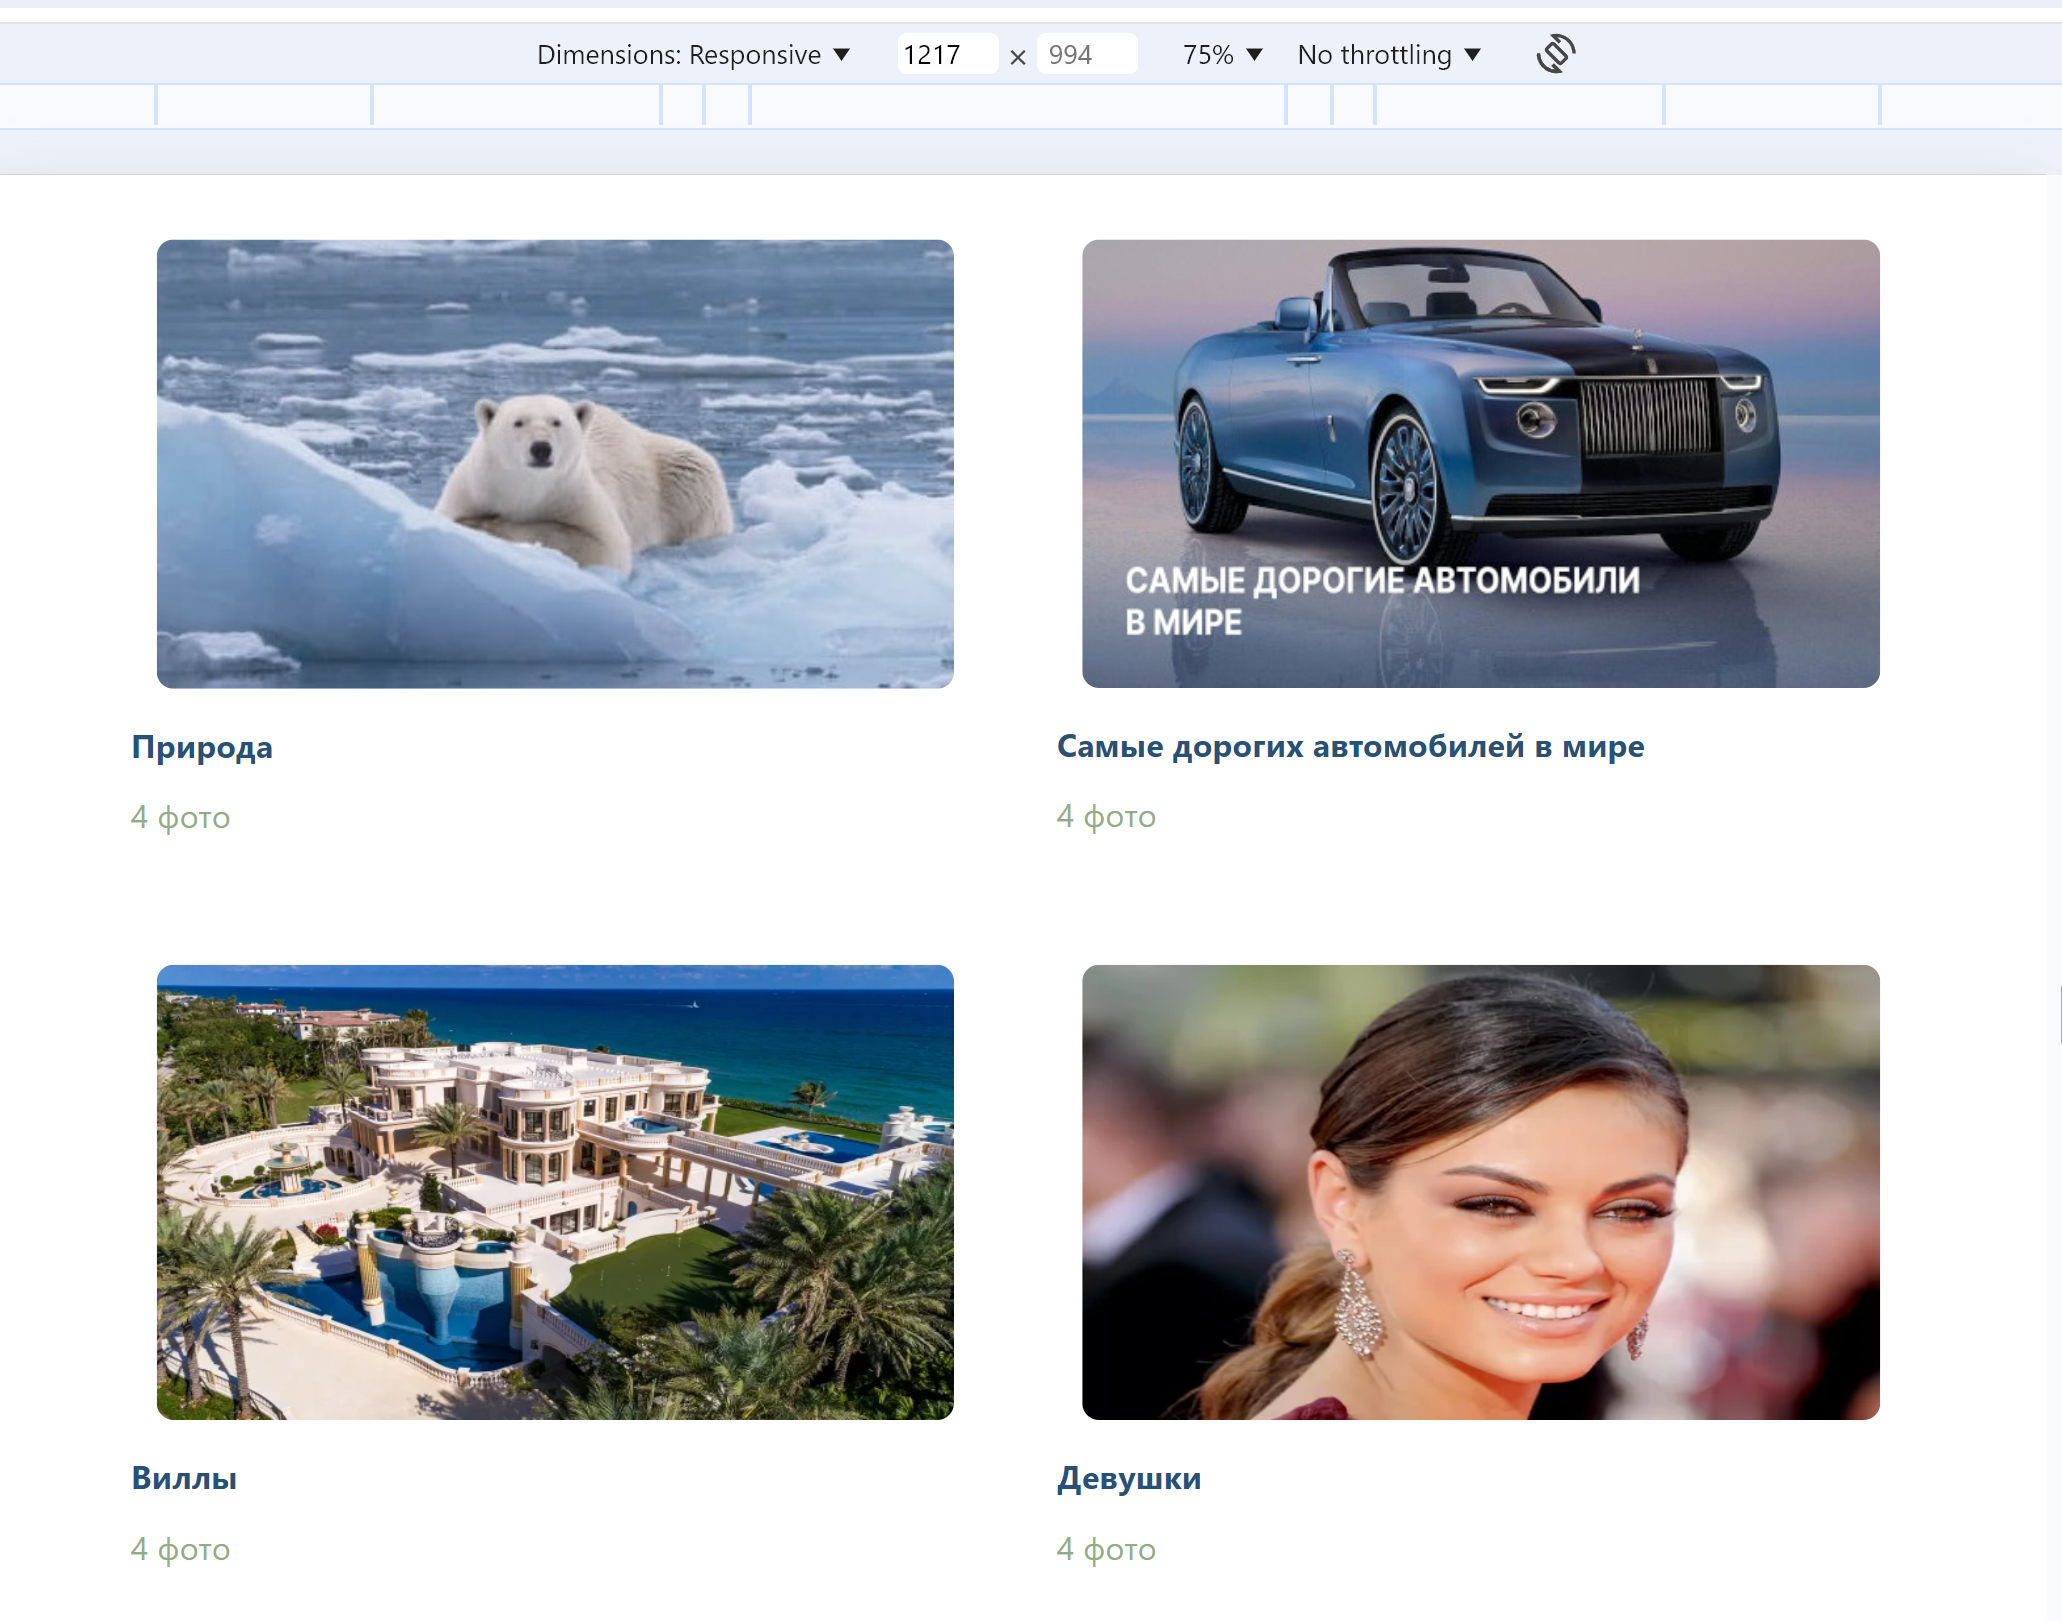 Dimensions: Responsive ▼ 1217 × 994 75% ▼ No throttling ▼
САМЫЕ ДОРОГИЕ АВТОМОБИЛИ
В МИРЕ
Природа
Самые дорогих автомобилей в мире
4 фото
4 фото
Виллы
Девушки
4 фото
4 фото